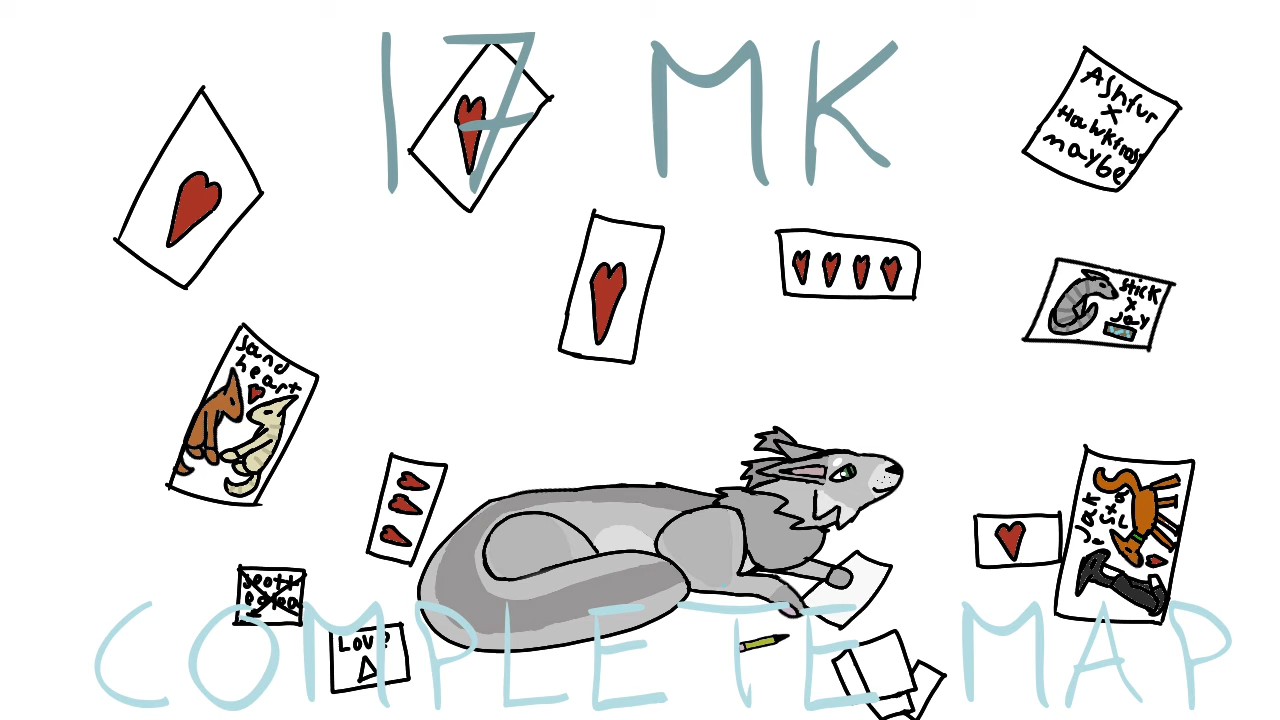 17 MK
Ashfur
x
Hawkfrost
maybe
stick
x
Jay
Sand
heart
Love?
COMPLETE MAP